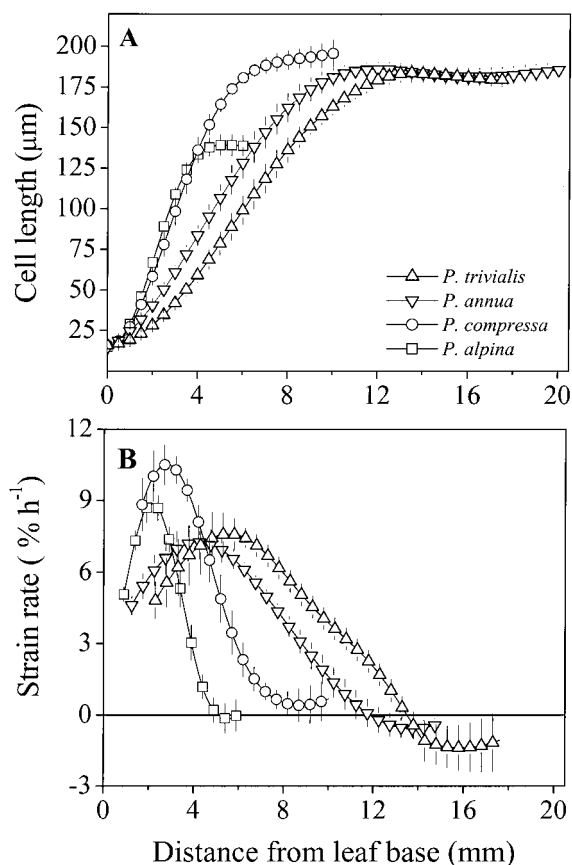 A
200
175
150
125
100
75
50
25
Cell length (µm)
P. trivialis
P. annua
P. compressa
P. alpina
0 4 8 12 16 20
B
12
9
6
3
0
-3
Strain rate ( % h-1)
0 4 8 12 16 20
Distance from leaf base (mm)